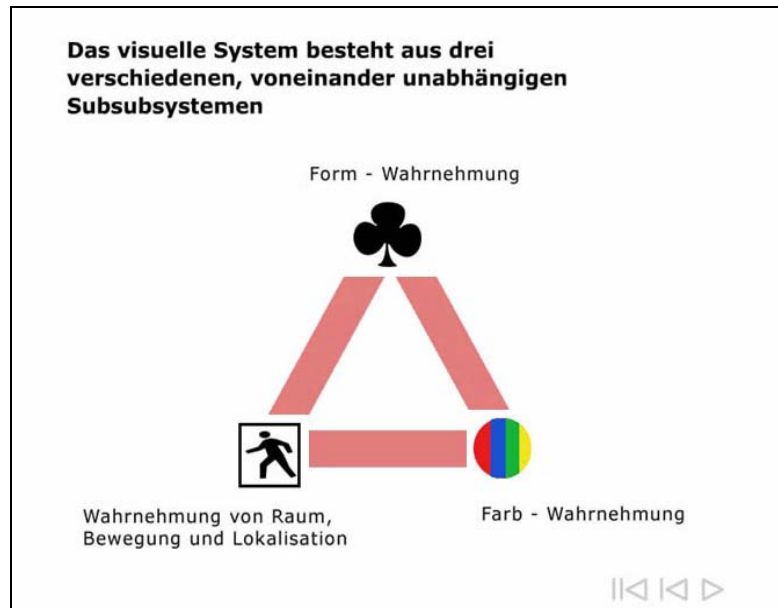 Das visuelle System besteht aus drei
verschiedenen, voneinander unabhängigen
Subsubsystemen
Form - Wahrnehmung
Wahrnehmung von Raum,
Bewegung und Lokalisation
Farb - Wahrnehmung